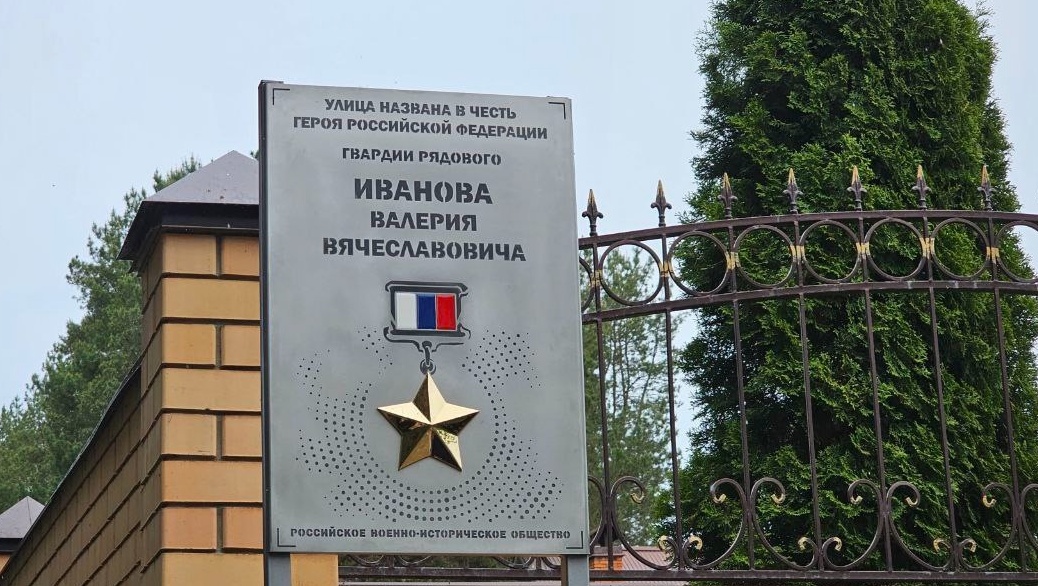 УЛИЦА НАЗВАНА В ЧЕСТЬ
ГЕРОЯ РОССИЙСКОЙ ФЕДЕРАЦИИ
ГВАРДИИ РЯДОВОГО
ИВАНОВА
ВАЛЕРИЯ
ВЯЧЕСЛАВОВИЧА
РОССИЙСКОЕ ВОЕННО-ИСТОРИЧЕСКОЕ ОБЩЕСТВО